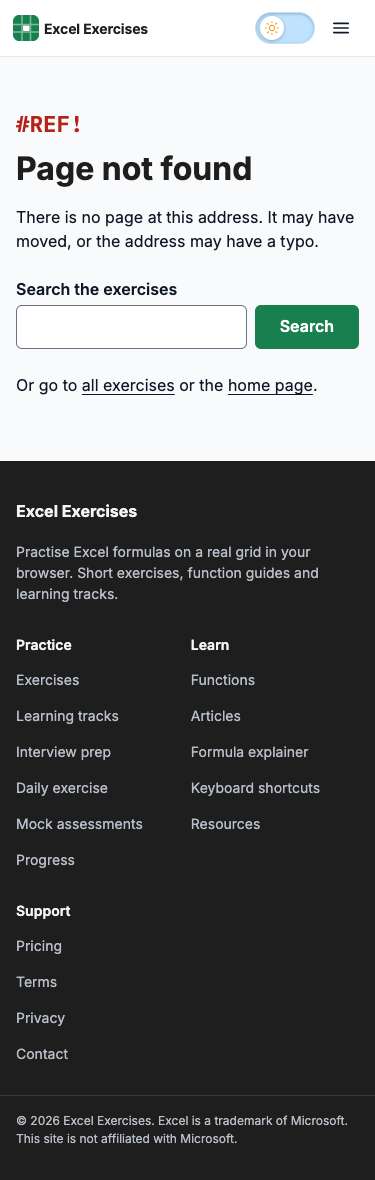 Excel Exercises
#REF!
Page not found
There is no page at this address. It may have
moved, or the address may have a typo.
Search the exercises
Search
Or go to all exercises or the home page.
Excel Exercises
Practise Excel formulas on a real grid in your
browser. Short exercises, function guides and
learning tracks.
Practice
Exercises
Learning tracks
Interview prep
Daily exercise
Mock assessments
Progress
Learn
Functions
Articles
Formula explainer
Keyboard shortcuts
Resources
Support
Pricing
Terms
Privacy
Contact
© 2026 Excel Exercises. Excel is a trademark of Microsoft.
This site is not affiliated with Microsoft.